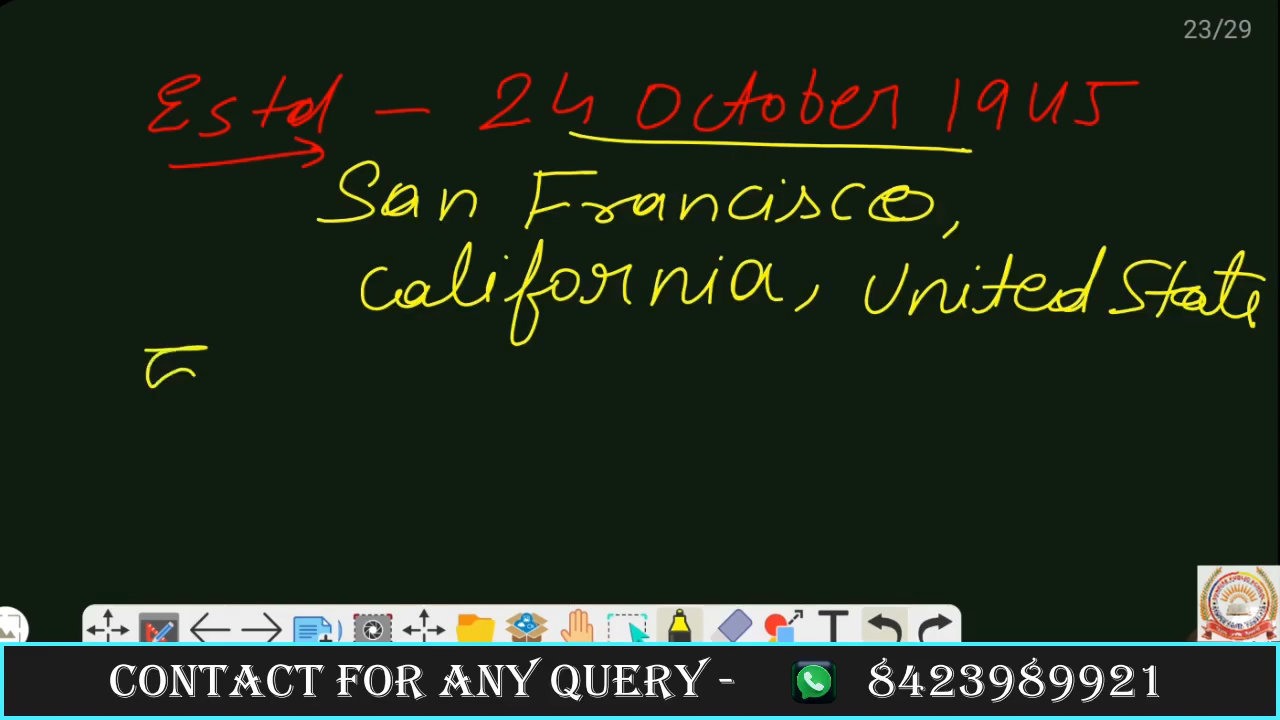 23/29
Estd - 24 October 1945
San Francisco,
California, United State
CONTACT FOR ANY QUERY - 8423989921